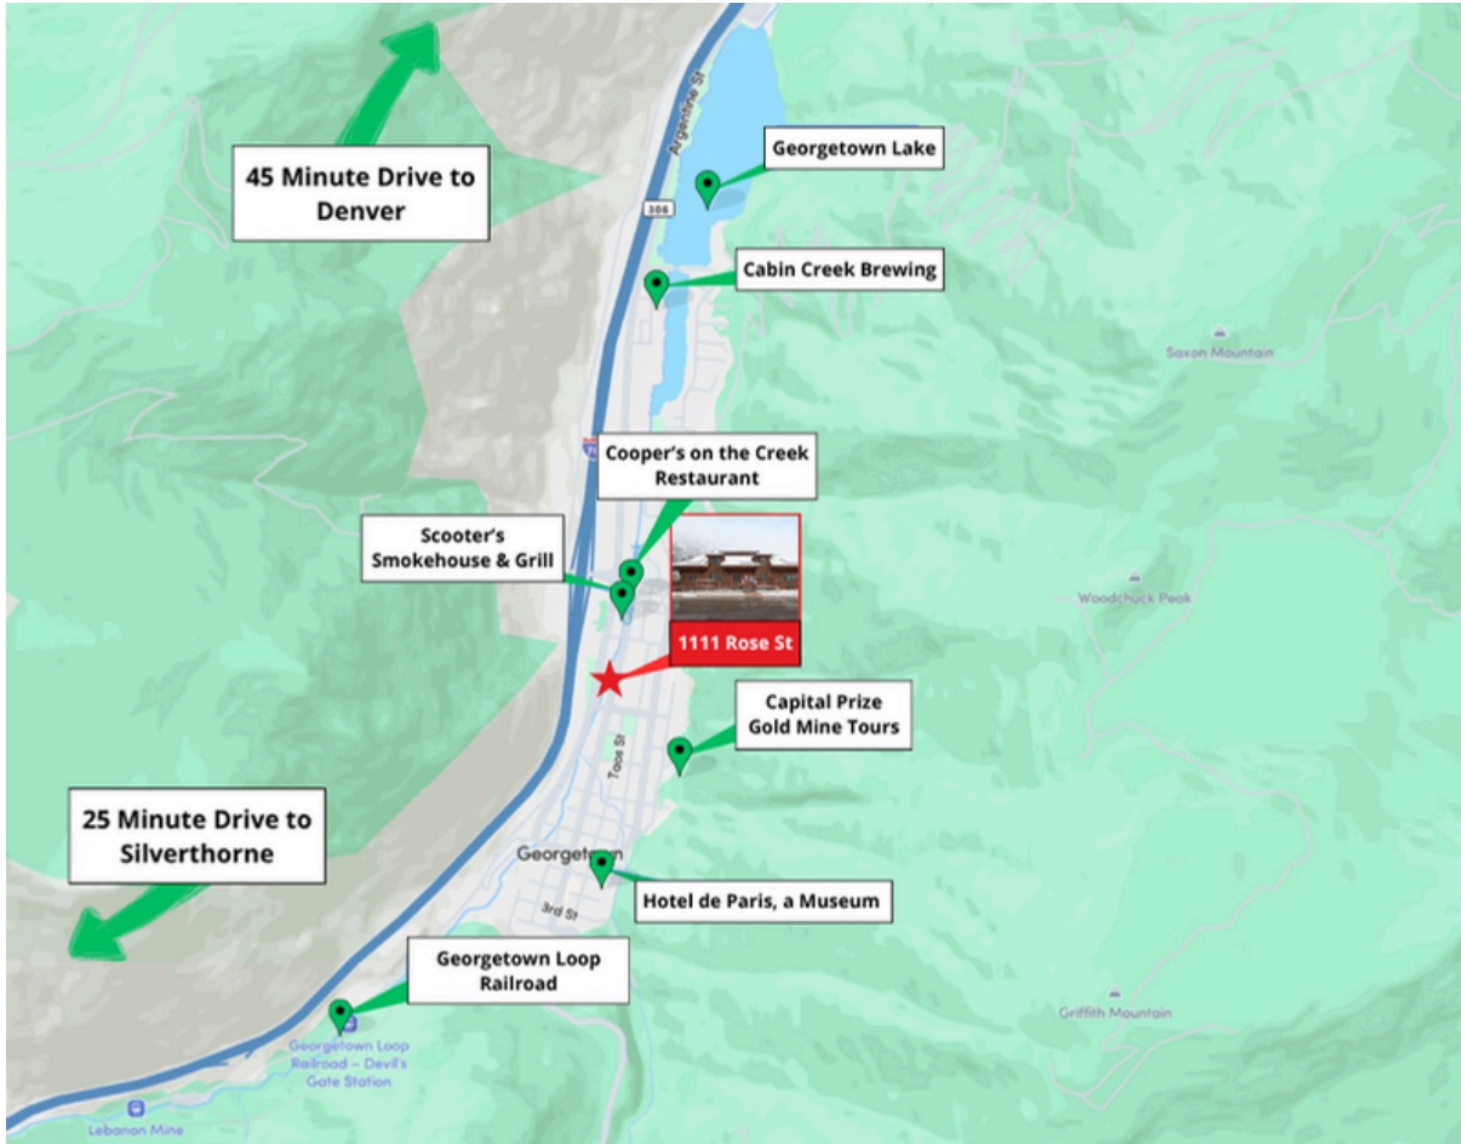 Argentine St
Georgetown Lake
45 Minute Drive to
Denver
306
Cabin Creek Brewing
Saxon Mountain
Cooper's on the Creek
Restaurant
Scooter's
Smokehouse & Grill
Woodchuck Peak
1111 Rose St
Capital Prize
Gold Mine Tours
Taos St
25 Minute Drive to
Silverthorne
Hotel de Paris, a Museum
3rd St
Georgetown Loop
Railroad
Griffith Mountain
Georgetown Loop
Railroad – Devil's
Gate Station
Lebanon Mine